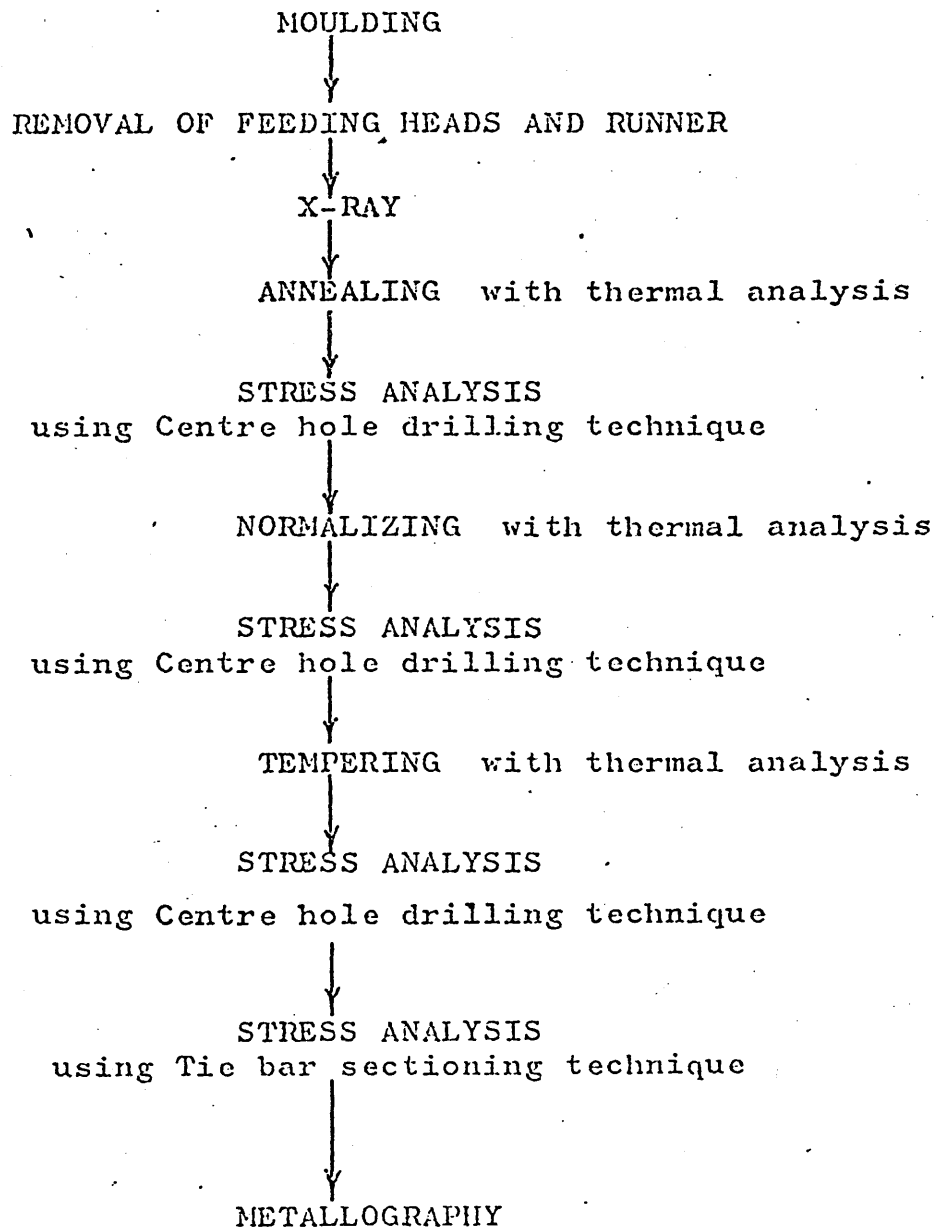 MOULDING
REMOVAL OF FEEDING HEADS AND RUNNER
X-RAY
ANNEALING with thermal analysis
STRESS ANALYSIS
using Centre hole drilling technique
NORMALIZING with thermal analysis
STRESS ANALYSIS
using Centre hole drilling technique
TEMPERING with thermal analysis
STRESS ANALYSIS
using Centre hole drilling technique
STRESS ANALYSIS
using Tie bar sectioning technique
METALLOGRAPHY